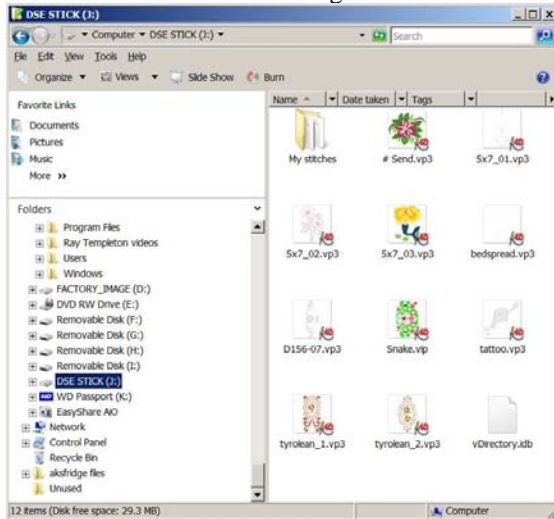 DSE STICK (J:)
Computer ▾ DSE STICK (J:) ▾
Search
File Edit View Tools Help
Organize Views Slide Show Burn
Favorite Links
Documents
Pictures
Music
More >>
Folders
Program Files
Ray Templeton videos
Users
Windows
FACTORY_IMAGE (D:)
DVD RW Drive (E:)
Removable Disk (F:)
Removable Disk (G:)
Removable Disk (H:)
Removable Disk (I:)
DSE STICK (J:)
WD Passport (K:)
EasyShare AiO
Network
Control Panel
Recycle Bin
aksfridge files
Unused
Name Date taken Tags
My stitches # Send.vp3 5x7_01.vp3
5x7_02.vp3 5x7_03.vp3 bedspread.vp3
D156-07.vp3 Snake.vip tattoo.vp3
tyrolean_1.vp3 tyrolean_2.vp3 vDirectory.idb
12 items (Disk free space: 29.3 MB) Computer